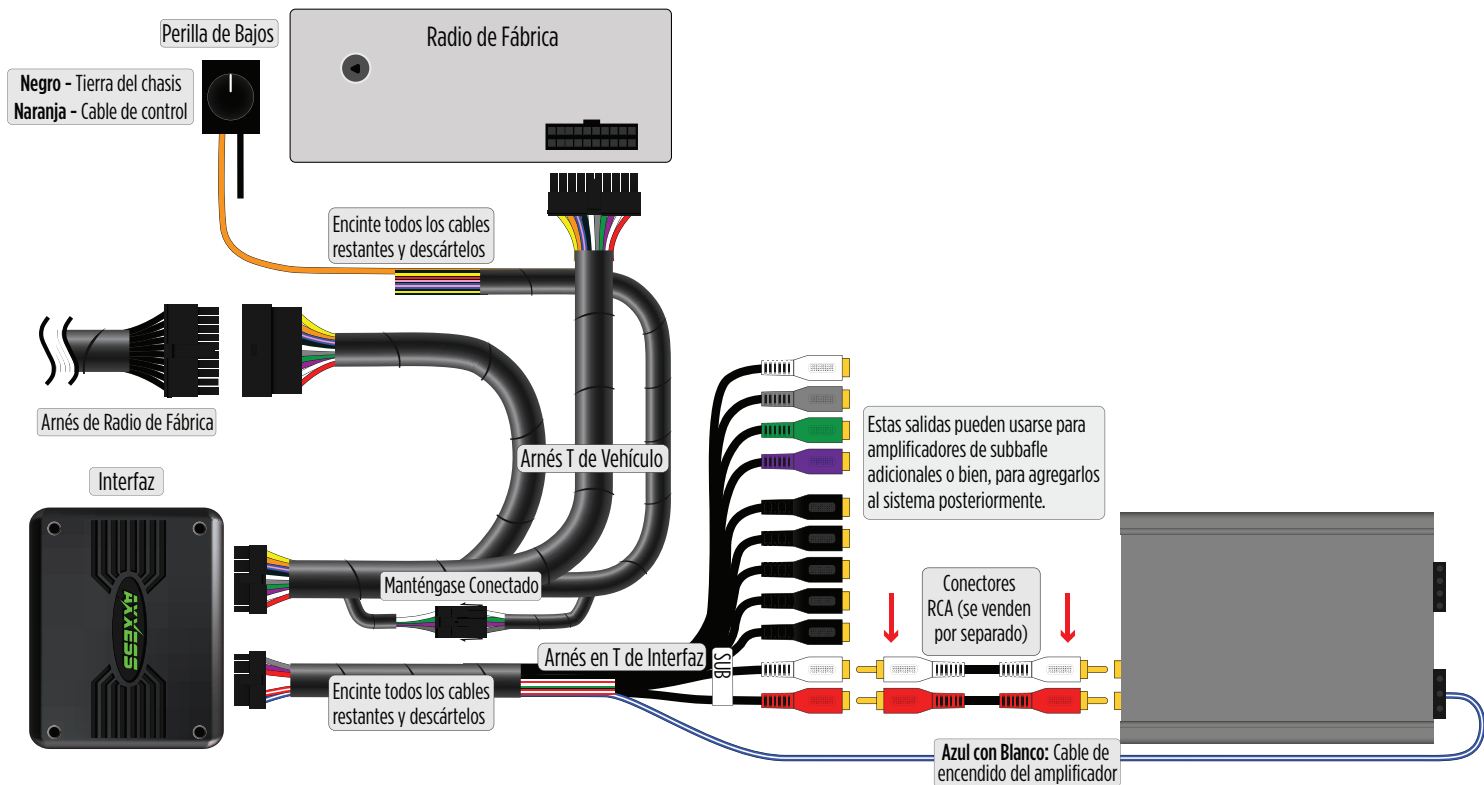 Perilla de Bajos
Radio de Fábrica
Negro - Tierra del chasis
Naranja - Cable de control
Encinte todos los cables
restantes y descártelos
Arnés de Radio de Fábrica
Arnés T de Vehículo
Interfaz
AXXESS
Manténgase Conectado
Estas salidas pueden usarse para
amplificadores de subbafle
adicionales o bien, para agregarlos
al sistema posteriormente.
Conectores
RCA (se venden
por separado)
Arnés en T de Interfaz
SUB
Encinte todos los cables
restantes y descártelos
Azul con Blanco: Cable de
encendido del amplificador